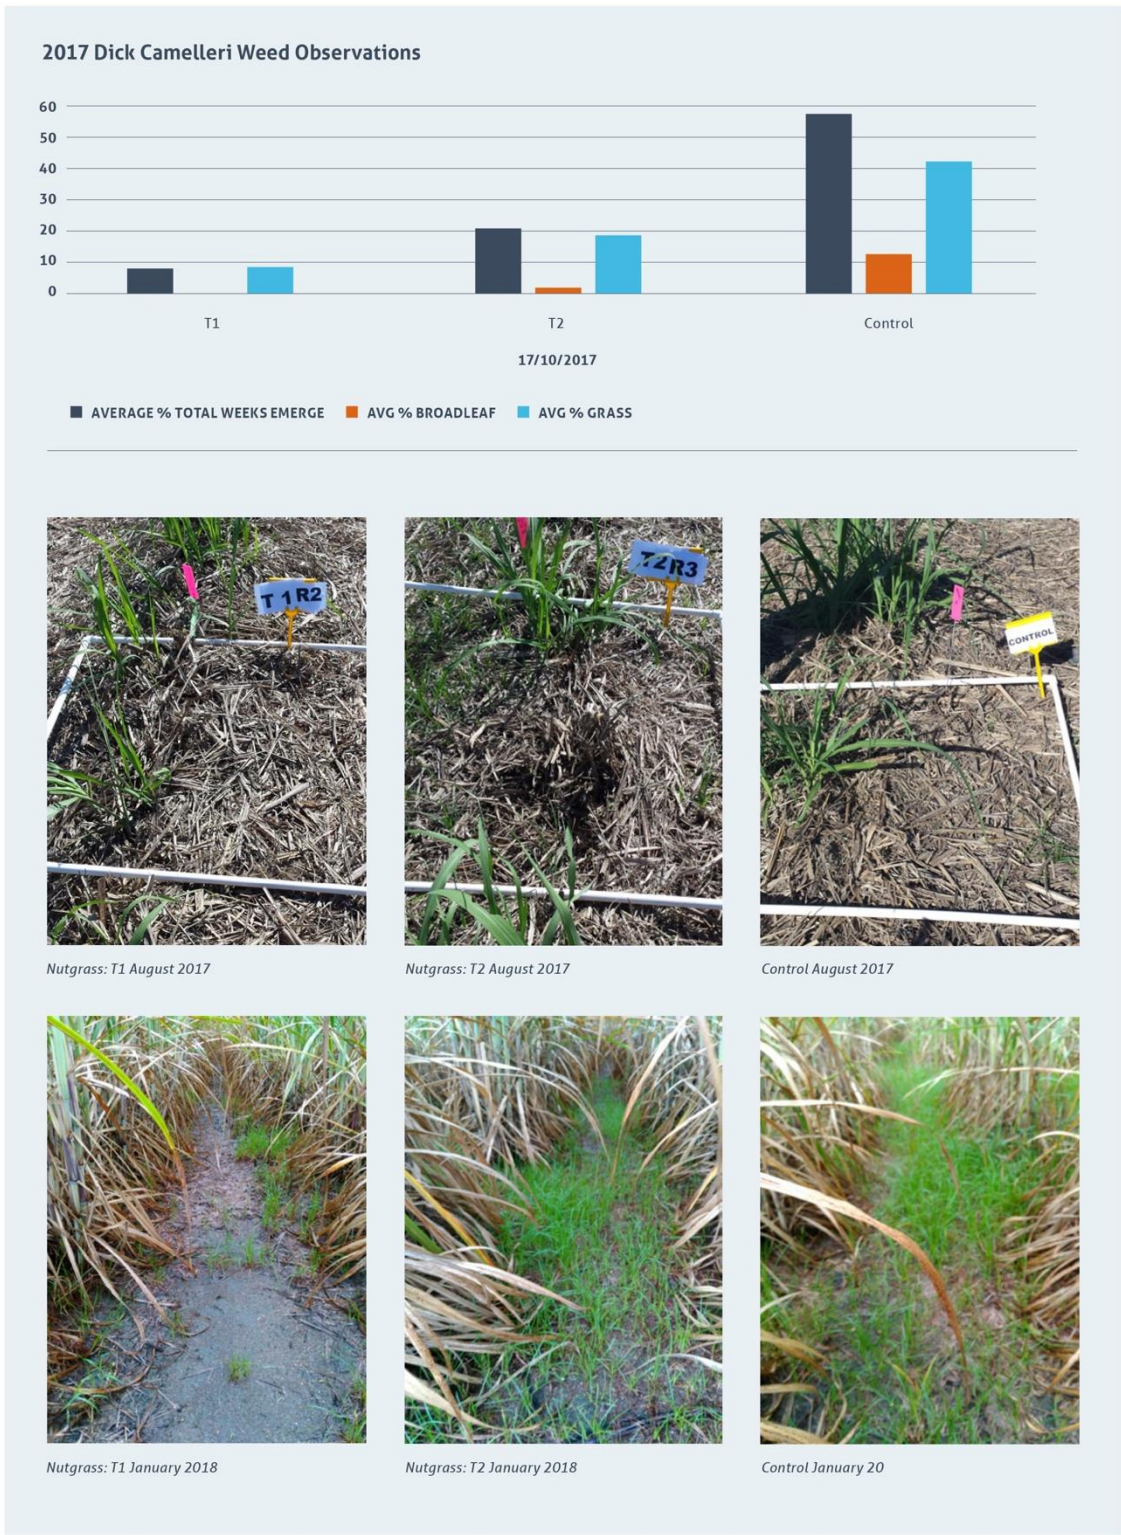 2017 Dick Camelleri Weed Observations
60
50
40
30
20
10
0
T1 T2 Control
17/10/2017
AVERAGE % TOTAL WEEKS EMERGE AVG % BROADLEAF AVG % GRASS
T 1R2
T2R3
CONTROL
Nutgrass: T1 August 2017
Nutgrass: T2 August 2017
Control August 2017
Nutgrass: T1 January 2018
Nutgrass: T2 January 2018
Control January 20